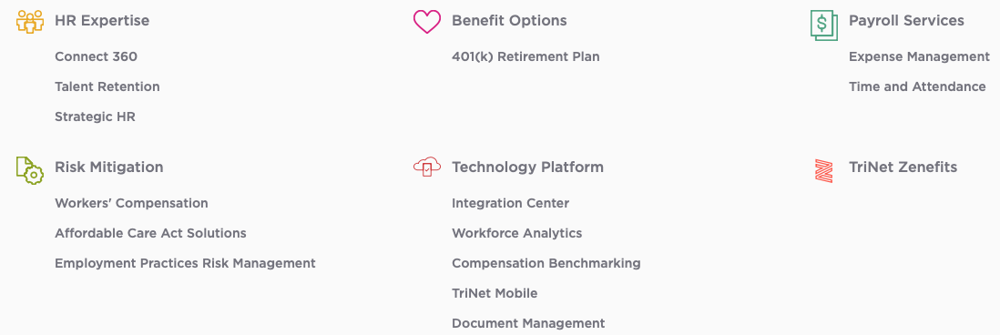 HR Expertise
Connect 360
Talent Retention
Strategic HR
Benefit Options
401(k) Retirement Plan
Payroll Services
Expense Management
Time and Attendance
Risk Mitigation
Workers' Compensation
Affordable Care Act Solutions
Employment Practices Risk Management
Technology Platform
Integration Center
Workforce Analytics
Compensation Benchmarking
TriNet Mobile
Document Management
TriNet Zenefits